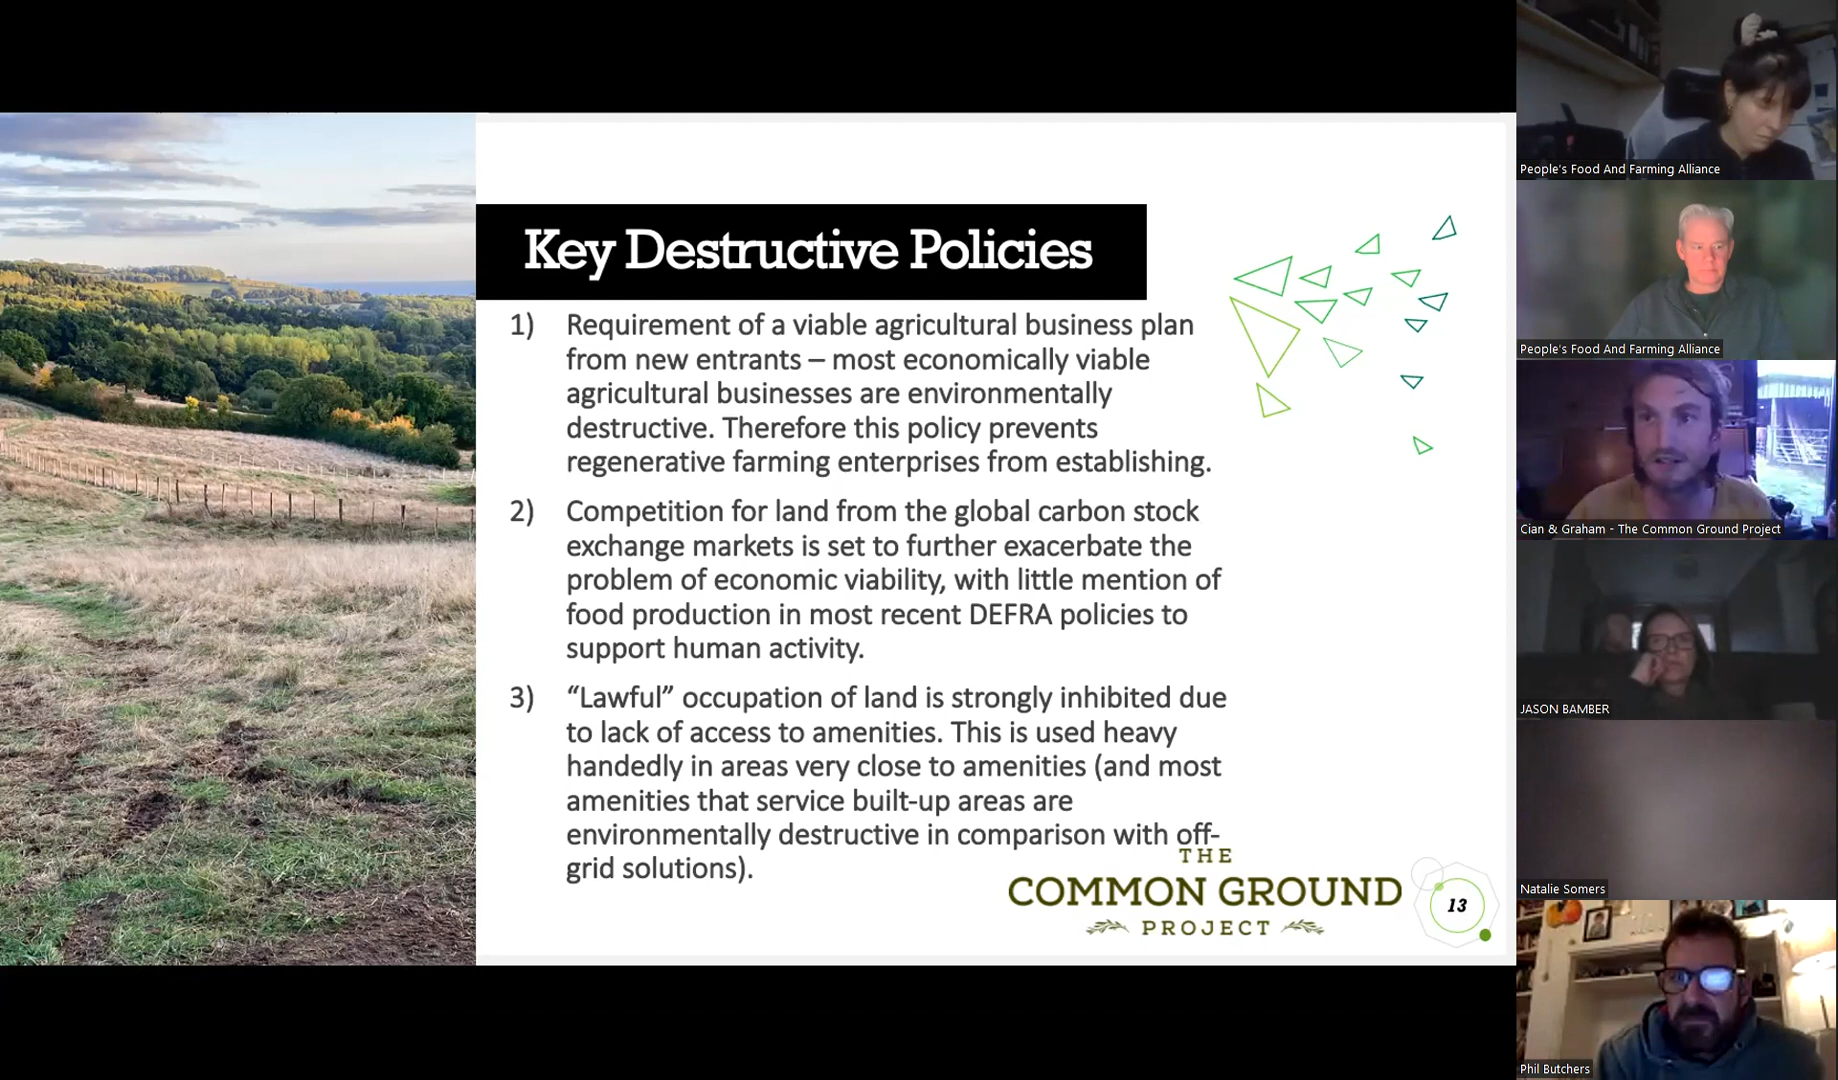 Key Destructive Policies
1) Requirement of a viable agricultural business plan
from new entrants – most economically viable
agricultural businesses are environmentally
destructive. Therefore this policy prevents
regenerative farming enterprises from establishing.
2) Competition for land from the global carbon stock
exchange markets is set to further exacerbate the
problem of economic viability, with little mention of
food production in most recent DEFRA policies to
support human activity.
3) “Lawful” occupation of land is strongly inhibited due
to lack of access to amenities. This is used heavy
handedly in areas very close to amenities (and most
amenities that service built-up areas are
environmentally destructive in comparison with off-
grid solutions).
THE
COMMON GROUND
PROJECT
13
People's Food And Farming Alliance
People's Food And Farming Alliance
Cian & Graham - The Common Ground Project
JASON BAMBER
Natalie Somers
Phil Butchers